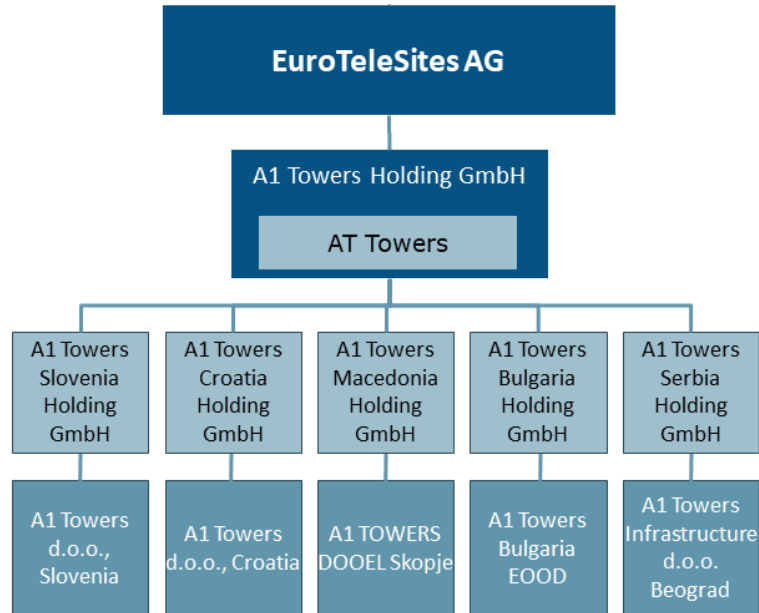 EuroTeleSites AG
A1 Towers Holding GmbH
AT Towers
A1 Towers
Slovenia
Holding
GmbH
A1 Towers
Croatia
Holding
GmbH
A1 Towers
Macedonia
Holding
GmbH
A1 Towers
Bulgaria
Holding
GmbH
A1 Towers
Serbia
Holding
GmbH
A1 Towers
d.o.o.,
Slovenia
A1 Towers
d.o.o., Croatia
A1 TOWERS
DOOEL Skopje
A1 Towers
Bulgaria
EOOD
A1 Towers
Infrastructure
d.o.o.
Beograd